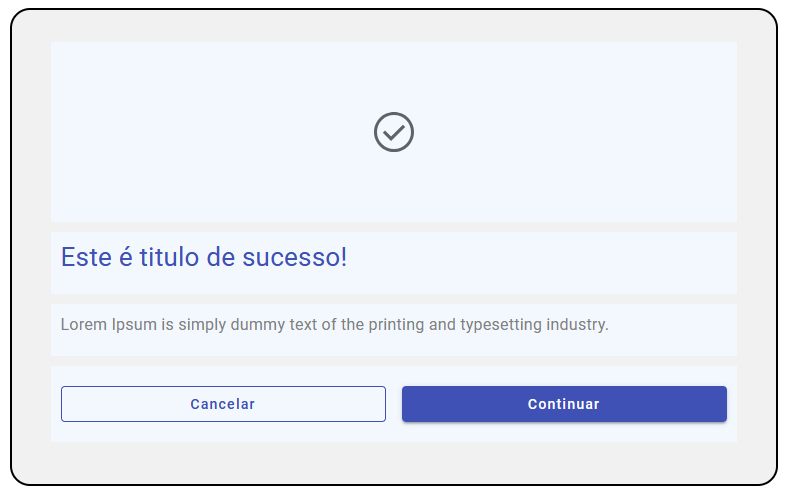 Este é titulo de sucesso!
Lorem Ipsum is simply dummy text of the printing and typesetting industry.
Cancelar
Continuar